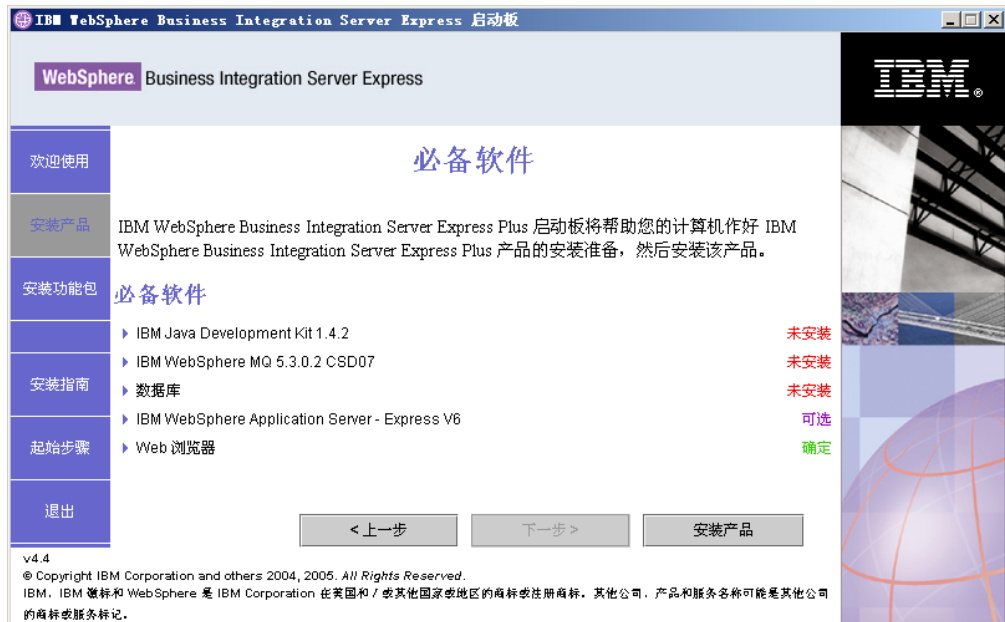 IBM WebSphere Business Integration Server Express 启动板
WebSphere. Business Integration Server Express
IBM®
欢迎使用
安装产品
安装功能包
安装指南
起始步骤
退出
必备软件
IBM WebSphere Business Integration Server Express Plus 启动板将帮助您的计算机作好 IBM
WebSphere Business Integration Server Express Plus 产品的安装准备，然后安装该产品。
必备软件
IBM Java Development Kit 1.4.2 未安装
IBM WebSphere MQ 5.3.0.2 CSD07 未安装
数据库 未安装
IBM WebSphere Application Server - Express V6 可选
Web 浏览器 确定
<上一步 下一步> 安装产品
v4.4
© Copyright IBM Corporation and others 2004, 2005. All Rights Reserved.
IBM、IBM 徽标和 WebSphere 是 IBM Corporation 在美国和 / 或其他国家或地区的商标或注册商标。其他公司、产品和服务名称可能是其他公司
的商标或服务标记。